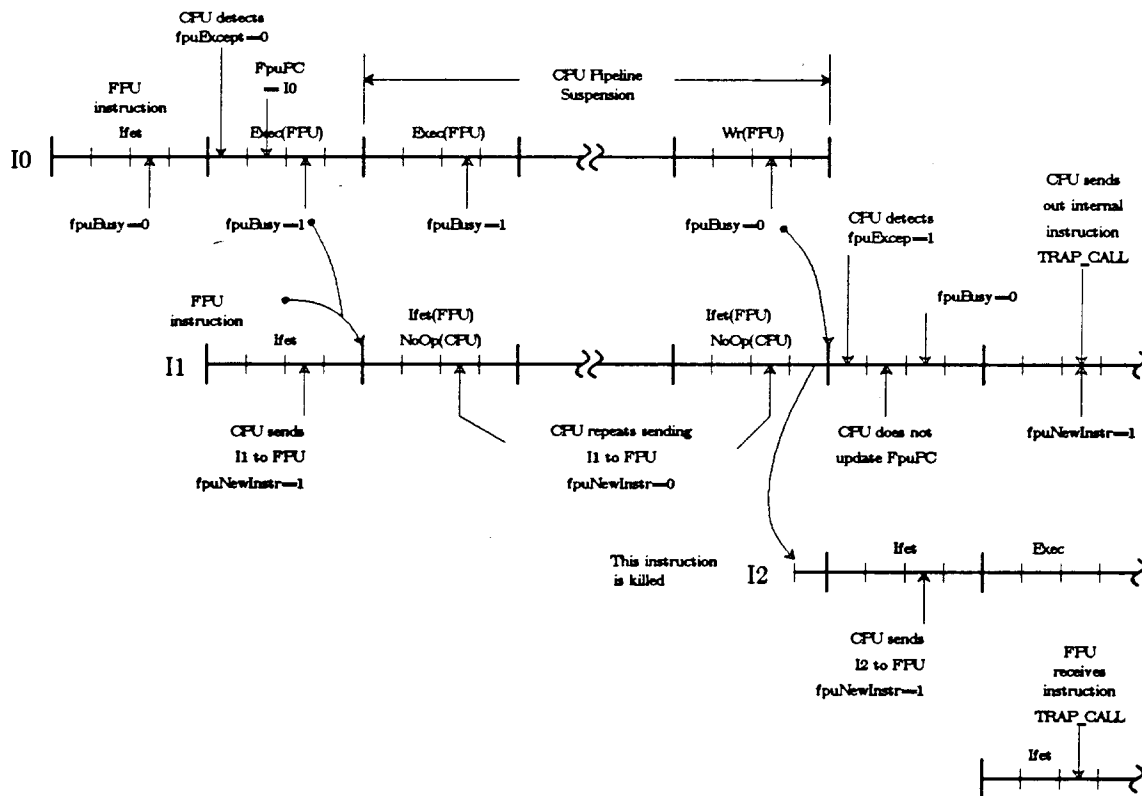 CPU detects
fpuExcept=0
FpuPC
= I0
CPU Pipeline
Suspension
FPU
instruction
Ifet
Exec(FPU)
Exec(FPU)
Wr(FPU)
I0
fpuBusy=0
fpuBusy=1
fpuBusy=1
fpuBusy=0
CPU detects
fpuExcep=1
CPU sends
out internal
instruction
TRAP_CALL
fpuBusy=0
FPU
instruction
Ifet
Ifet(FPU)
NoOp(CPU)
Ifet(FPU)
NoOp(CPU)
I1
CPU sends
I1 to FPU
fpuNewInstr=1
CPU repeats sending
I1 to FPU
fpuNewInstr=0
CPU does not
update FpuPC
fpuNewInstr=1
This instruction
is killed
I2
Ifet
Exec
CPU sends
I2 to FPU
fpuNewInstr=1
FPU
receives
instruction
TRAP_CALL
Ifet